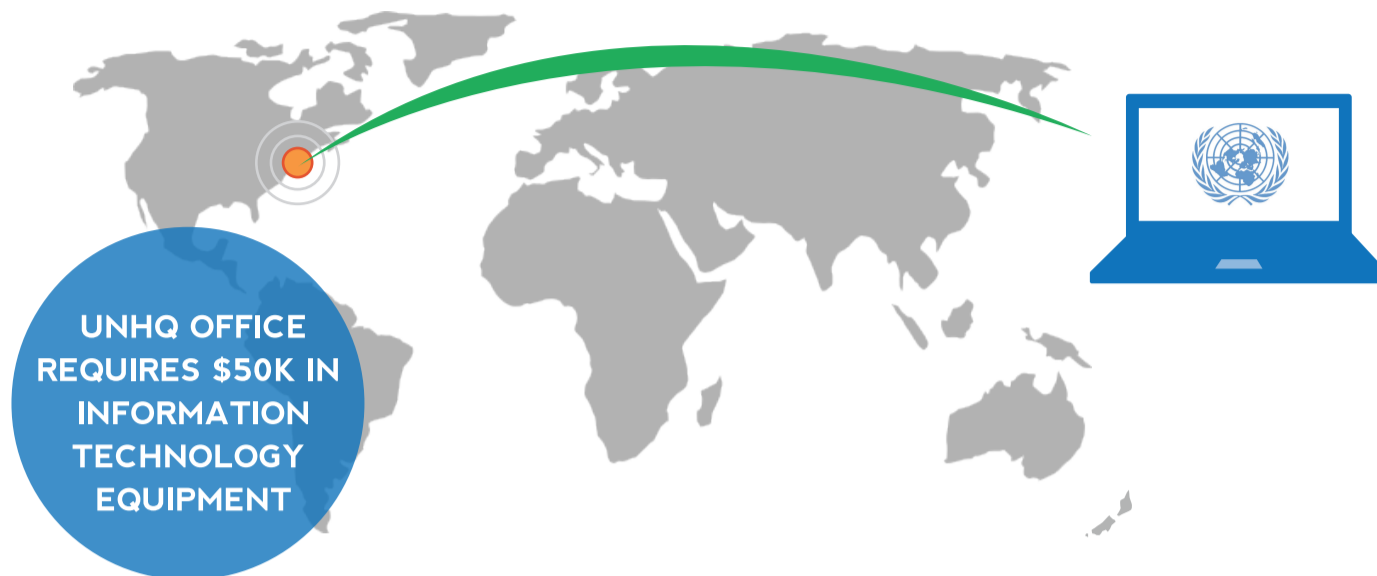 UNHQ OFFICE
REQUIRES $50K IN
INFORMATION
TECHNOLOGY
EQUIPMENT